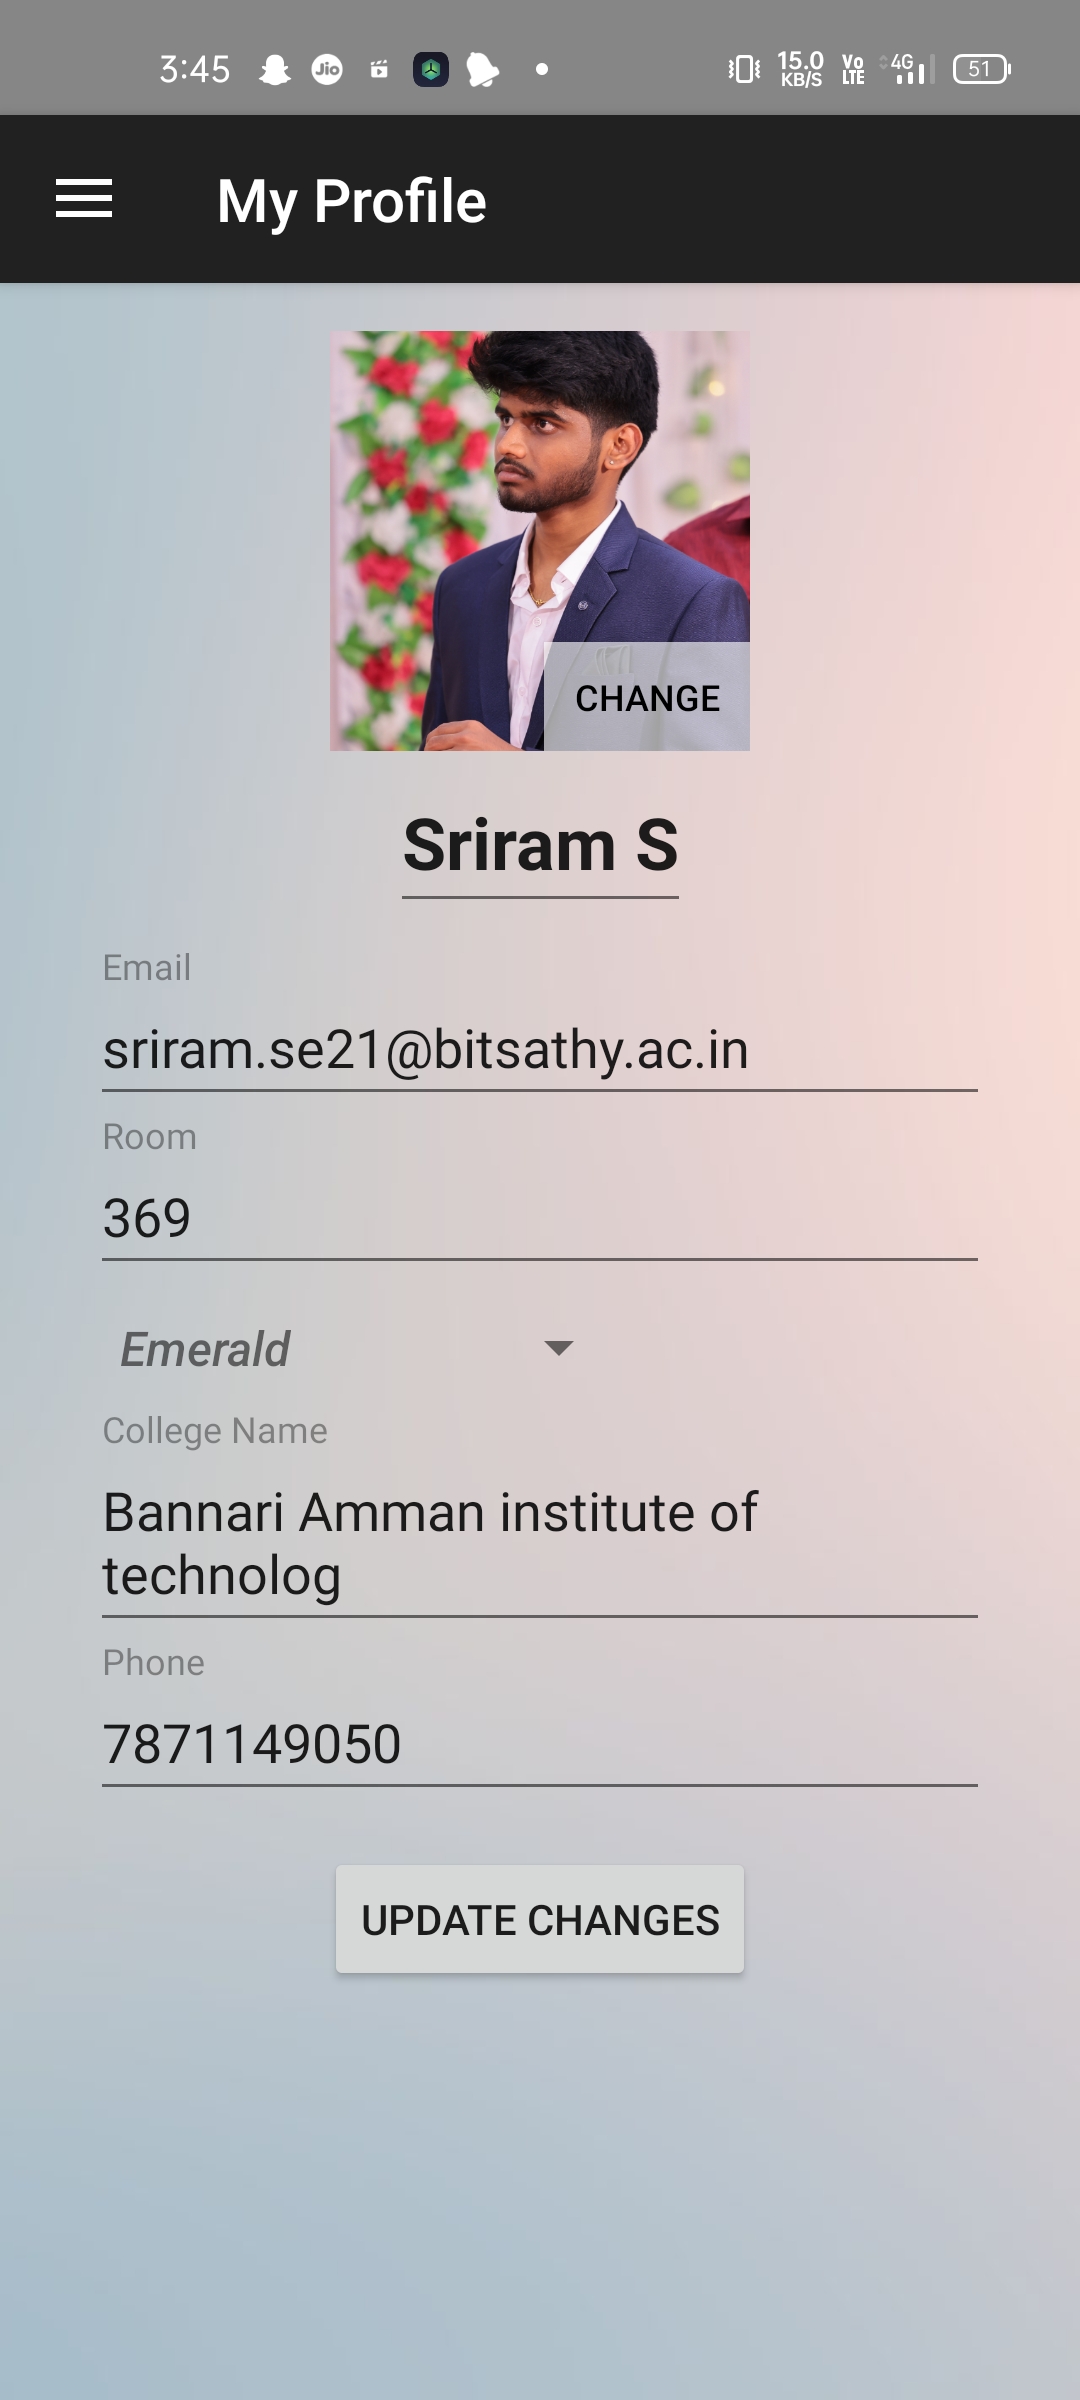 3:45
Jio
15.0
KB/S
Vo
LTE
4G
51
My Profile
CHANGE
Sriram S
Email
sriram.se21@bitsathy.ac.in
Room
369
Emerald
College Name
Bannari Amman institute of
technolog
Phone
7871149050
UPDATE CHANGES